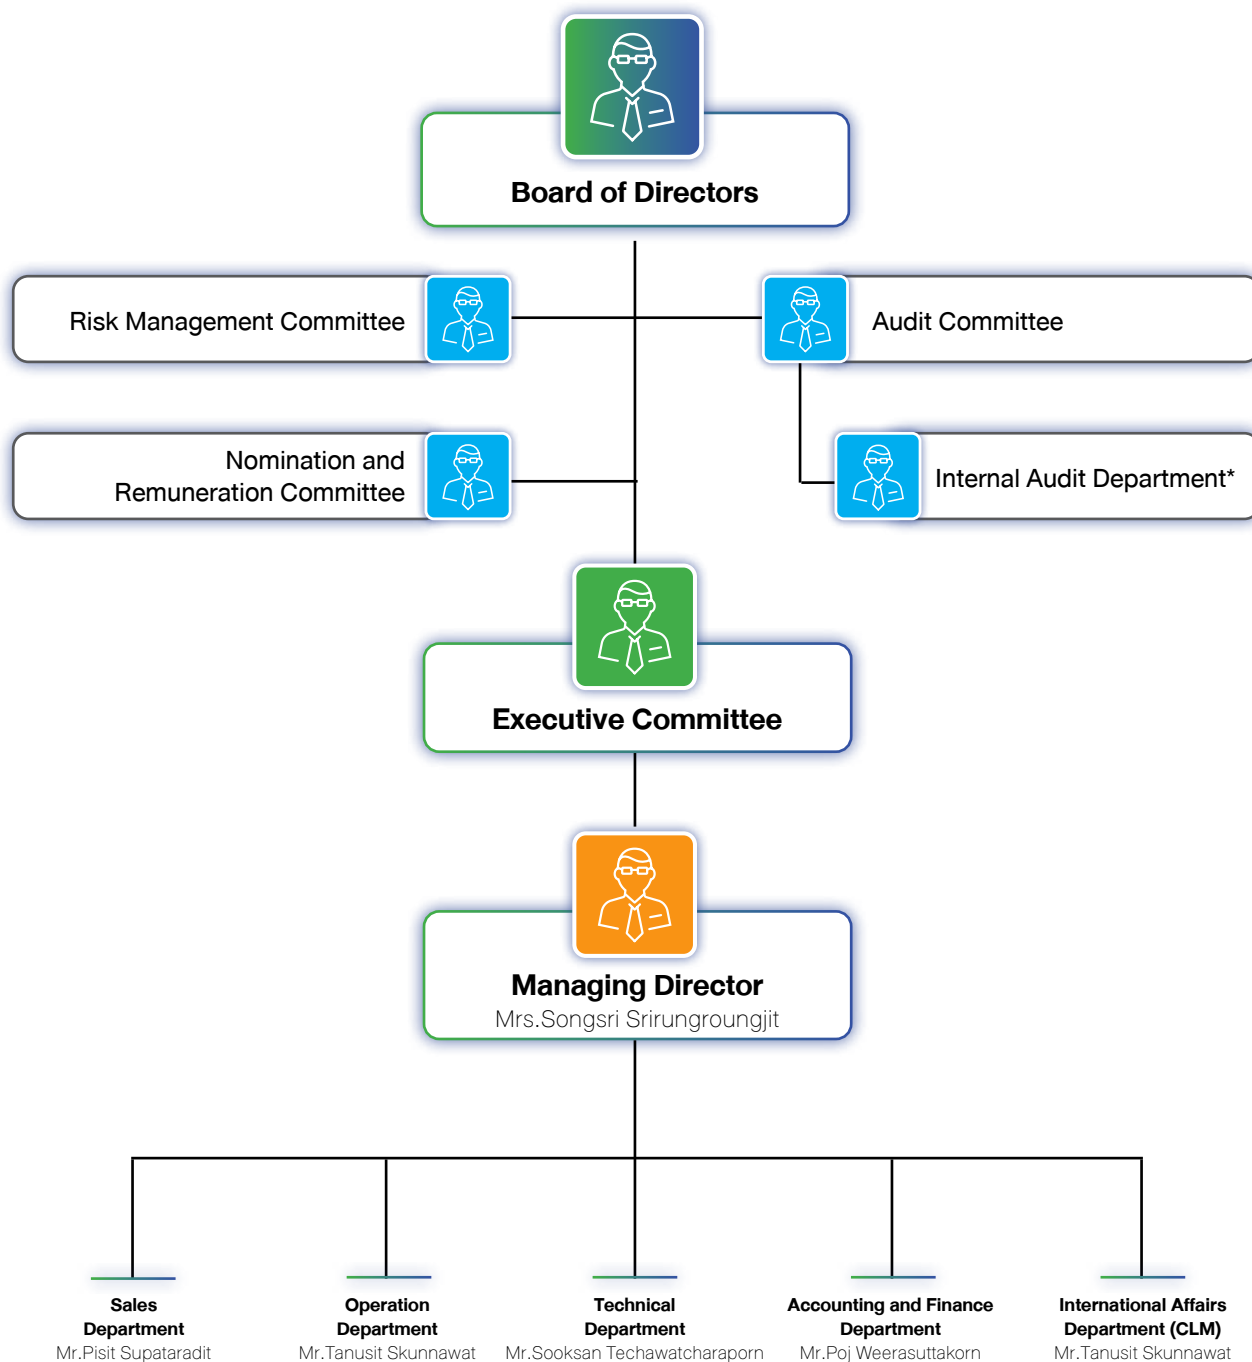 Board of Directors
Risk Management Committee
Audit Committee
Nomination and
Remuneration Committee
Internal Audit Department*
Executive Committee
Managing Director
Mrs.Songsri Srirungroungjit
Sales
Department
Mr.Pisit Supataradit
Operation
Department
Mr.Tanusit Skunnawat
Technical
Department
Mr.Sooksan Techawatcharaporn
Accounting and Finance
Department
Mr.Poj Weerasuttakorn
International Affairs
Department (CLM)
Mr.Tanusit Skunnawat